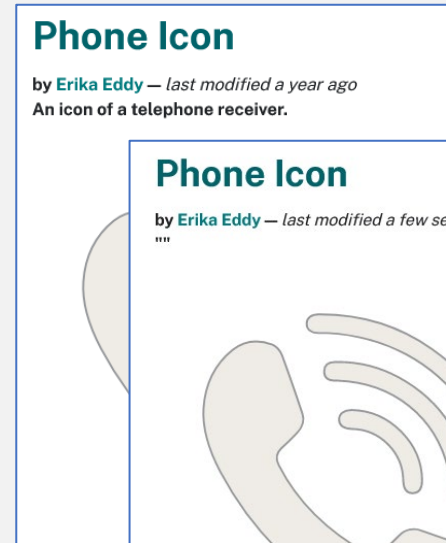 Phone Icon
by Erika Eddy — last modified a year ago
An icon of a telephone receiver.
Phone Icon
by Erika Eddy — last modified a few
""